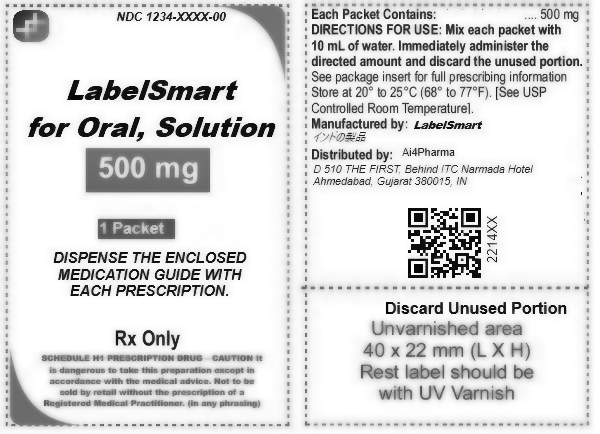 NDC 1234-XXXX-00
LabelSmart
for Oral, Solution
500 mg
1 Packet
DISPENSE THE ENCLOSED
MEDICATION GUIDE WITH
EACH PRESCRIPTION.
Rx Only
SCHEDULE H1 PRESCRIPTION DRUG - CAUTION It
is dangerous to take this preparation except in
accordance with the medical advice. Not to be
sold by retail without the prescription of a
Registered Medical Practitioner. (in any phrasing)
Each Packet Contains: .... 500 mg
DIRECTIONS FOR USE: Mix each packet with
10 mL of water. Immediately administer the
directed amount and discard the unused portion.
See package insert for full prescribing information
Store at 20° to 25°C (68° to 77°F). [See USP
Controlled Room Temperature].
Manufactured by: LabelSmart
インドの製品
Distributed by: Ai4Pharma
D 510 THE FIRST, Behind ITC Narmada Hotel
Ahmedabad, Gujarat 380015, IN
2214XX
Discard Unused Portion
Unvarnished area
40 x 22 mm (L X H)
Rest label should be
with UV Varnish